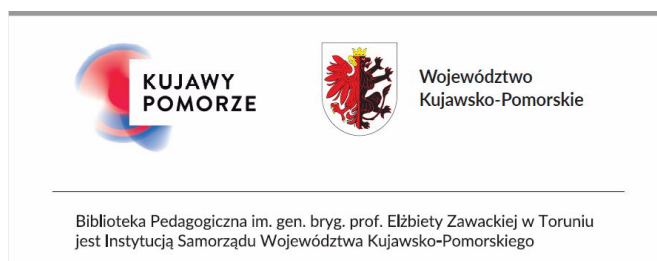 KUJAWY
POMORZE
Województwo
Kujawsko-Pomorskie
Biblioteka Pedagogiczna im. gen. bryg. prof. Elżbiety Zawackiej w Toruniu
jest Instytucją Samorządu Województwa Kujawsko-Pomorskiego